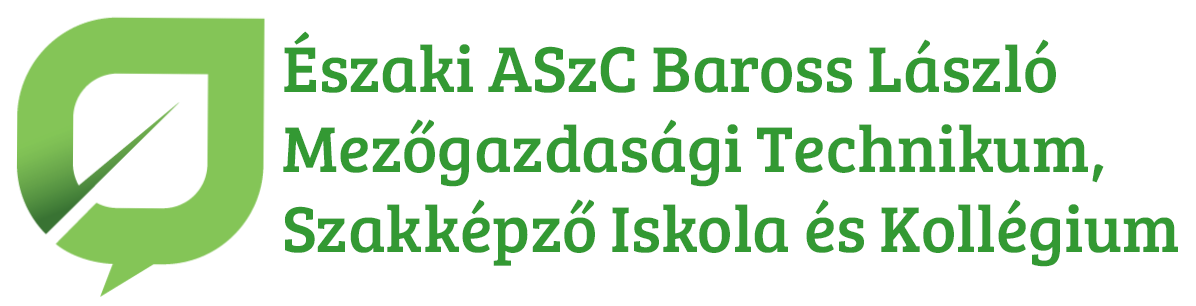 Északi ASzC Baross László
Mezőgazdasági Technikum,
Szakképző Iskola és Kollégium